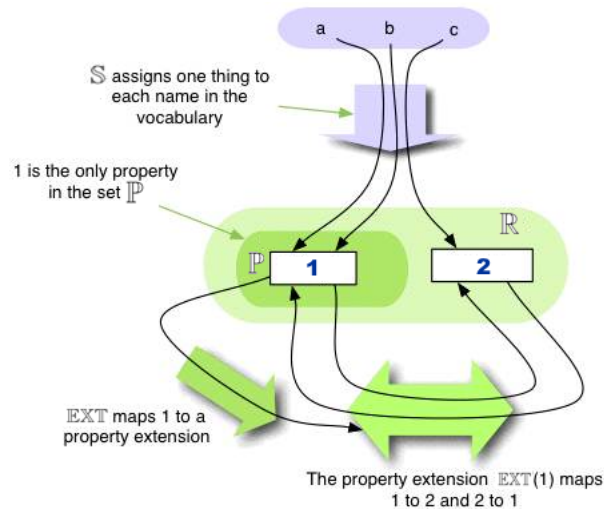 a b c
𝕊 assigns one thing to
each name in the
vocabulary
1 is the only property
in the set ℙ
ℝ
ℙ
1
2
𝔼𝕏𝕋 maps 1 to a
property extension
The property extension 𝔼𝕏𝕋(1) maps
1 to 2 and 2 to 1